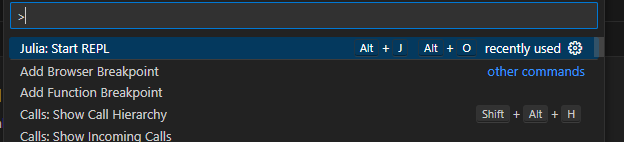 >
Julia: Start REPL Alt + J Alt + O recently used
Add Browser Breakpoint other commands
Add Function Breakpoint
Calls: Show Call Hierarchy Shift + Alt + H
Calls: Show Incoming Calls